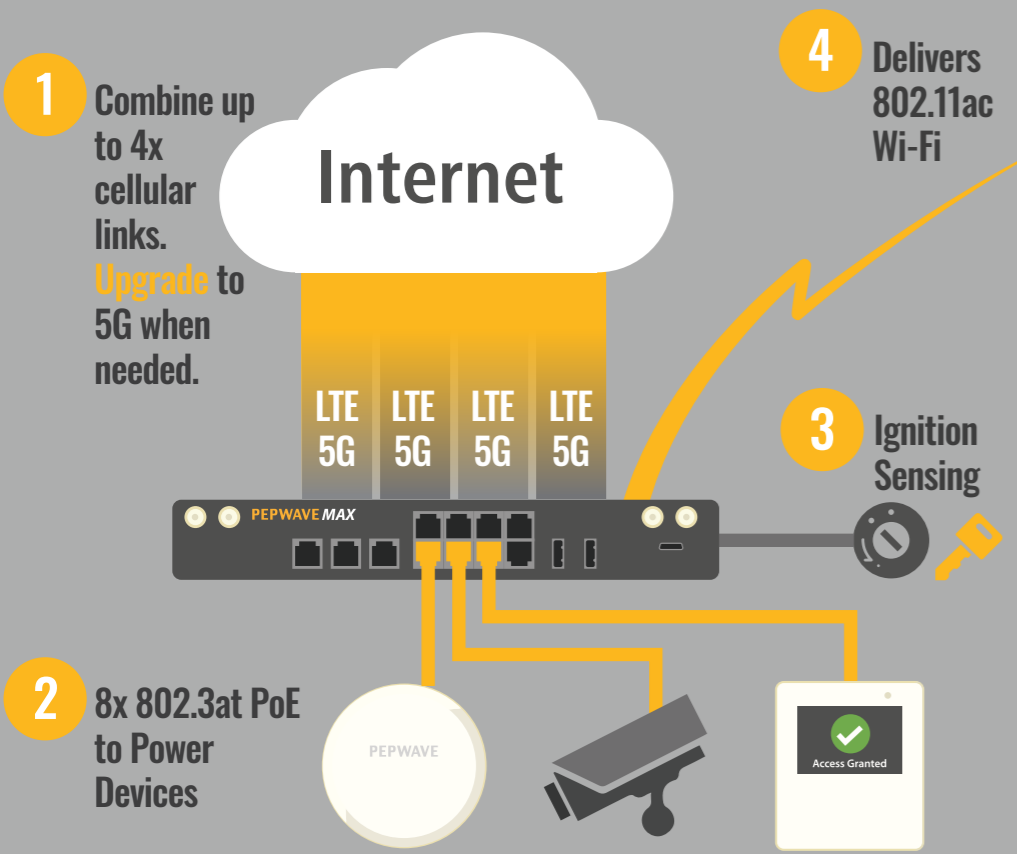 1
Combine up
to 4x
cellular
links.
Upgrade to
5G when
needed.
Internet
4
Delivers
802.11ac
Wi-Fi
LTE
5G
LTE
5G
LTE
5G
LTE
5G
3
Ignition
Sensing
PEPWAVE MAX
2
8x 802.3at PoE
to Power
Devices
PEPWAVE
Access Granted